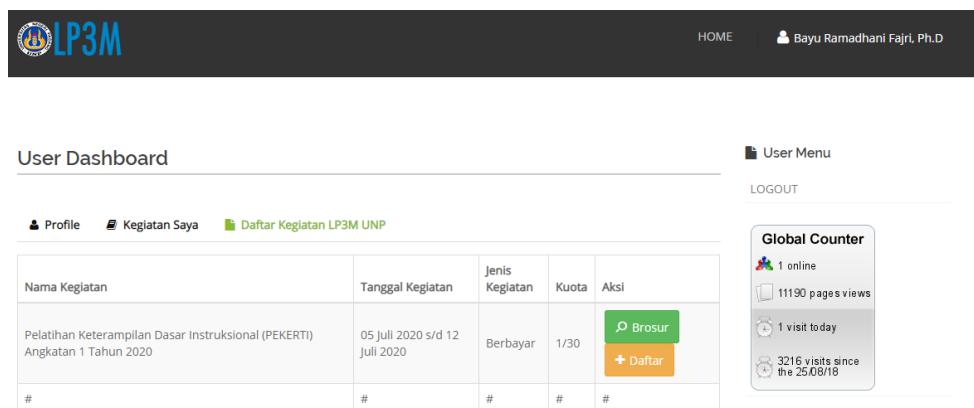 LP3M
HOME
Bayu Ramadhani Fajri, Ph.D
User Dashboard
User Menu
LOGOUT
Profile
Kegiatan Saya
Daftar Kegiatan LP3M UNP
Global Counter
1 online
11190 pages views
1 visit today
3216 visits since
the 25/08/18
Nama Kegiatan
Tanggal Kegiatan
Jenis
Kegiatan
Kuota
Aksi
Pelatihan Keterampilan Dasar Instruksional (PEKERTI)
Angkatan 1 Tahun 2020
05 Juli 2020 s/d 12
Juli 2020
Berbayar
1/30
Brosur
+ Daftar
# # # # #